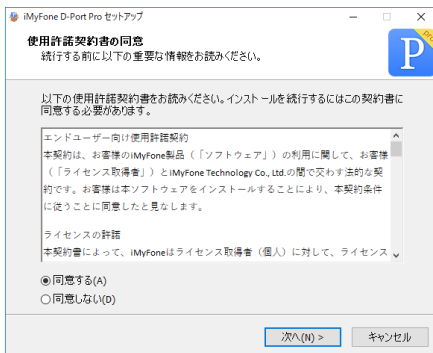 iMyFone D-Port Pro セットアップ
使用許諾契約書の同意
続行する前に以下の重要な情報をお読みください。
pro
P
以下の使用許諾契約書をお読みください。インストールを続行するにはこの契約書に
同意する必要があります。
エンドユーザー向け使用許諾契約
本契約は、お客様のiMyFone製品（「ソフトウェア」）の利用に関して、お客様
（「ライセンス取得者」）とiMyFone Technology Co., Ltd.の間で交わす法的な契
約です。お客様は本ソフトウェアをインストールすることにより、本契約条件
に従うことに同意したと見なします。
ライセンスの許諾
本契約書によって、iMyFoneはライセンス取得者（個人）に対して、ライセンス
同意する(A)
同意しない(D)
次へ(N) >
キャンセル